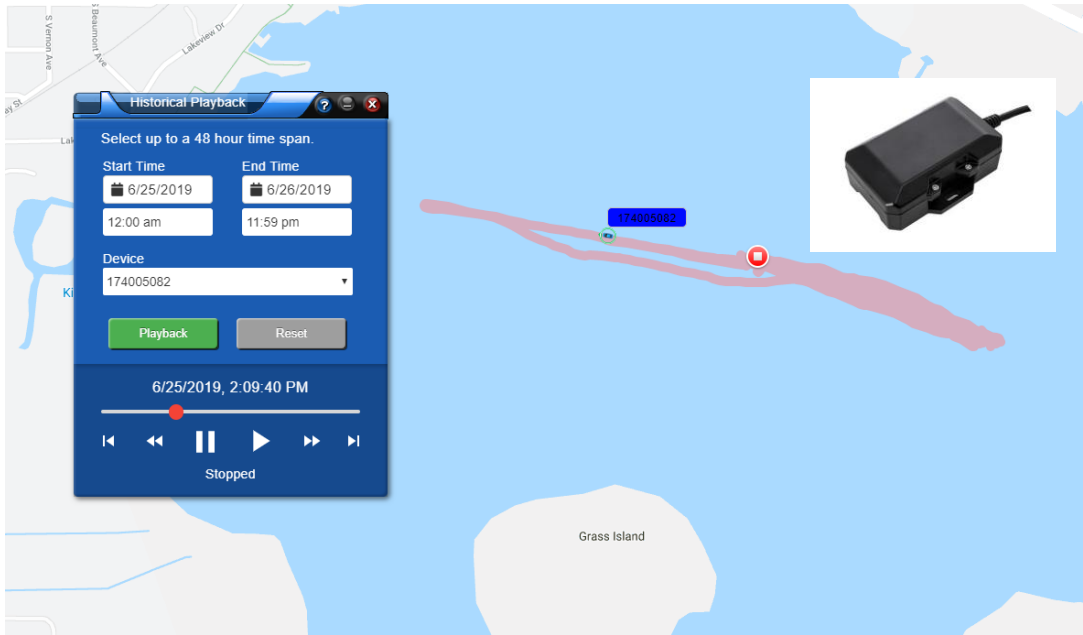 S Vernon Ave
S Beaumont Ave
Lakeview Dr
Historical Playback
?
Select up to a 48 hour time span.
Start Time
End Time
6/25/2019
6/26/2019
12:00 am
11:59 pm
Device
174005082
Playback
Reset
6/25/2019, 2:09:40 PM
Stopped
174005082
Grass Island